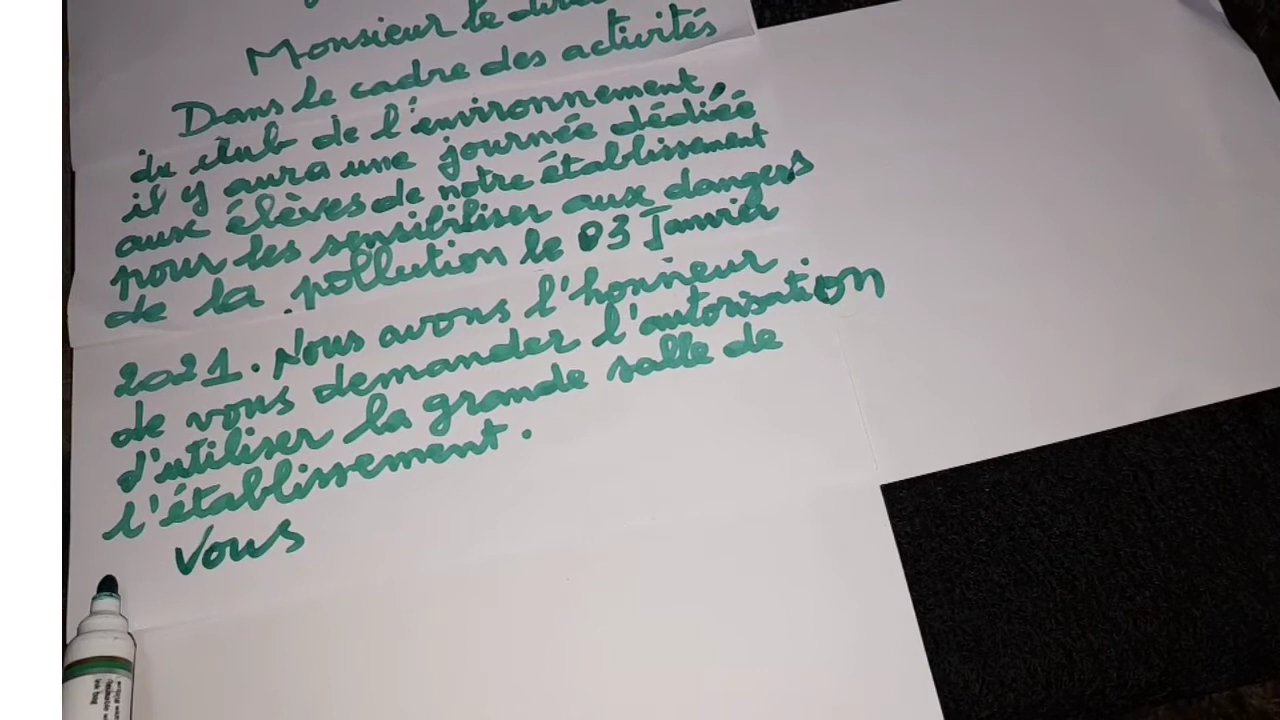 Monsieur le
Dans le cadre des activités
du club de l'environnement,
il y aura une journée dédiée
aux élèves de notre établissement
pour les sensibiliser aux dangers
de la pollution le 03 Janvier
2021. Nous avons l'honneur
de vous demander l'autorisation
d'utiliser la grande salle de
l'établissement.
Vous